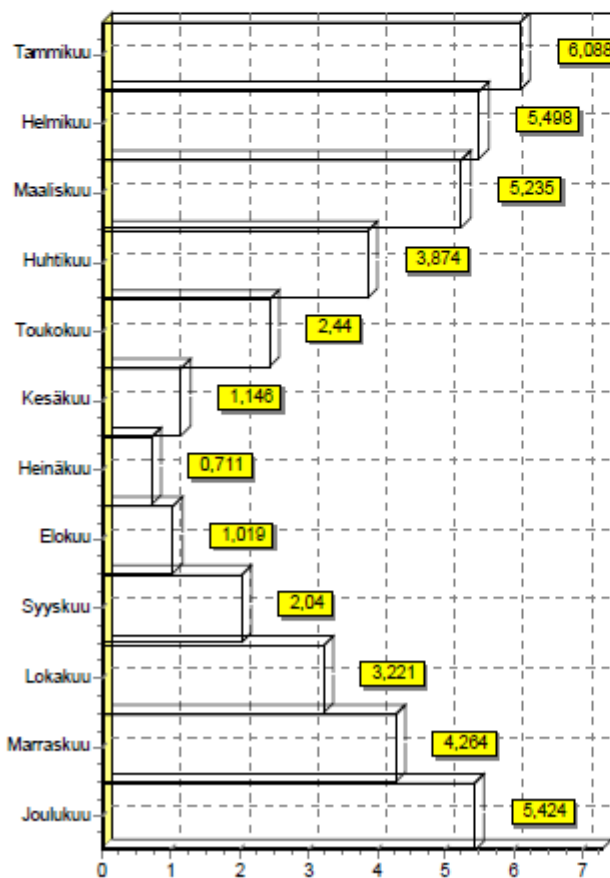 Tammikuu 6,088
Helmikuu 5,498
Maaliskuu 5,235
Huhtikuu 3,874
Toukokuu 2,44
Kesäkuu 1,146
Heinäkuu 0,711
Elokuu 1,019
Syyskuu 2,04
Lokakuu 3,221
Marraskuu 4,264
Joulukuu 5,424
0 1 2 3 4 5 6 7